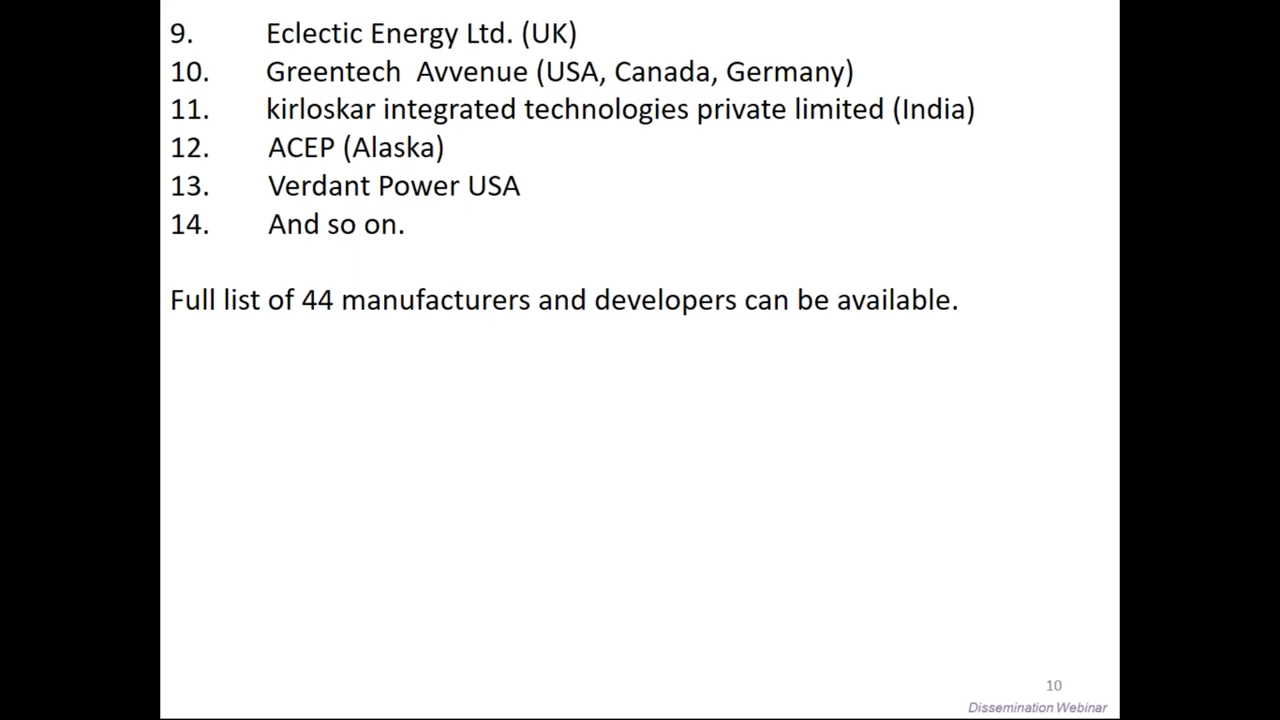 9. Eclectic Energy Ltd. (UK)
10. Greentech Avvenue (USA, Canada, Germany)
11. kirloskar integrated technologies private limited (India)
12. ACEP (Alaska)
13. Verdant Power USA
14. And so on.
Full list of 44 manufacturers and developers can be available.
10
Dissemination Webinar